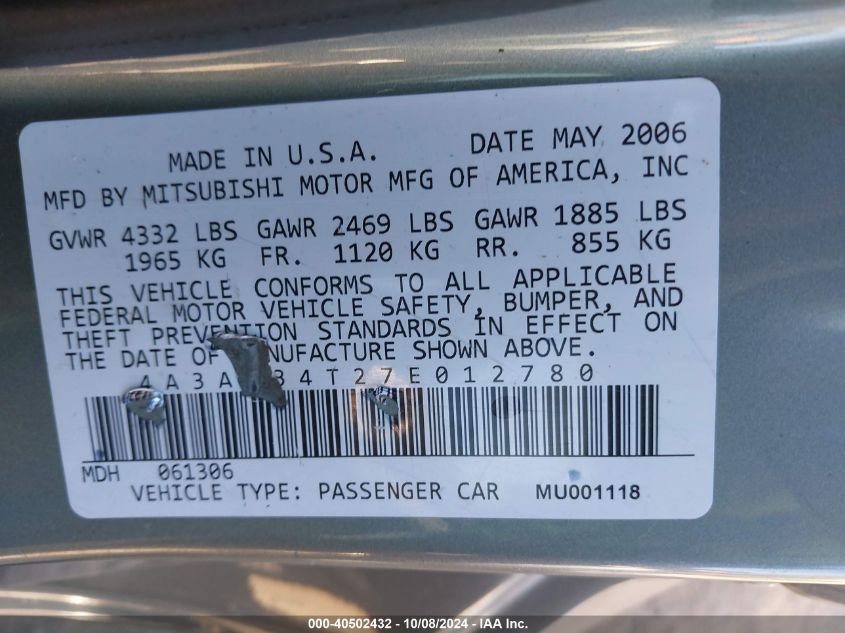 MADE IN U.S.A. DATE MAY 2006
MFD BY MITSUBISHI MOTOR MFG OF AMERICA, INC
GVWR 4332 LBS GAWR 2469 LBS GAWR 1885 LBS
1965 KG FR. 1120 KG RR. 855 KG
THIS VEHICLE CONFORMS TO ALL APPLICABLE
FEDERAL MOTOR VEHICLE SAFETY, BUMPER, AND
THEFT PREVENTION STANDARDS IN EFFECT ON
THE DATE OF MANUFACTURE SHOWN ABOVE.
MDH 061306
VEHICLE TYPE: PASSENGER CAR MU001118
000-40502432 - 10/08/2024 - IAA Inc.